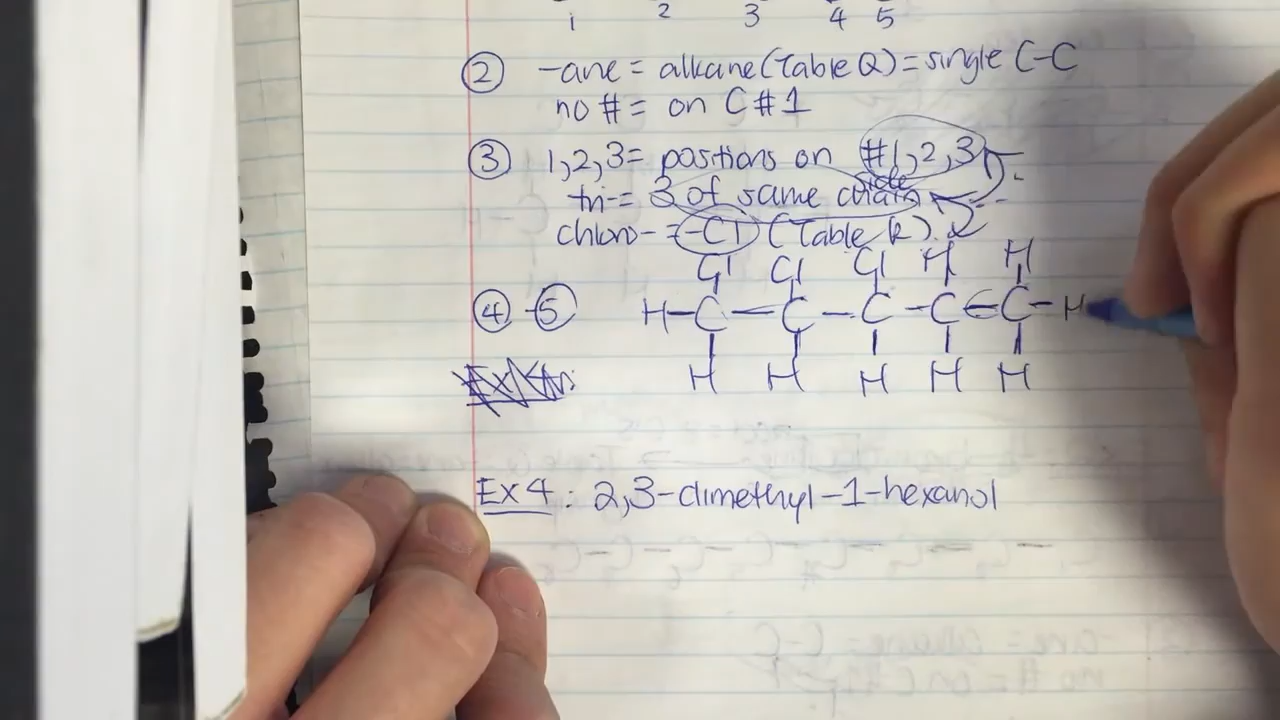 1 2 3 4 5
② -ane = alkane (Table Q) = single C-C
no # = on C #1
③ 1,2,3 = postions on #1,2,3
tri- = 3 of same side chain
chloro- = -Cl (Table R)
Cl Cl Cl H H
④ - ⑤ H-C-C-C-C-C-H
H H H H H
Ex 4: 2,3-dimethyl-1-hexanol